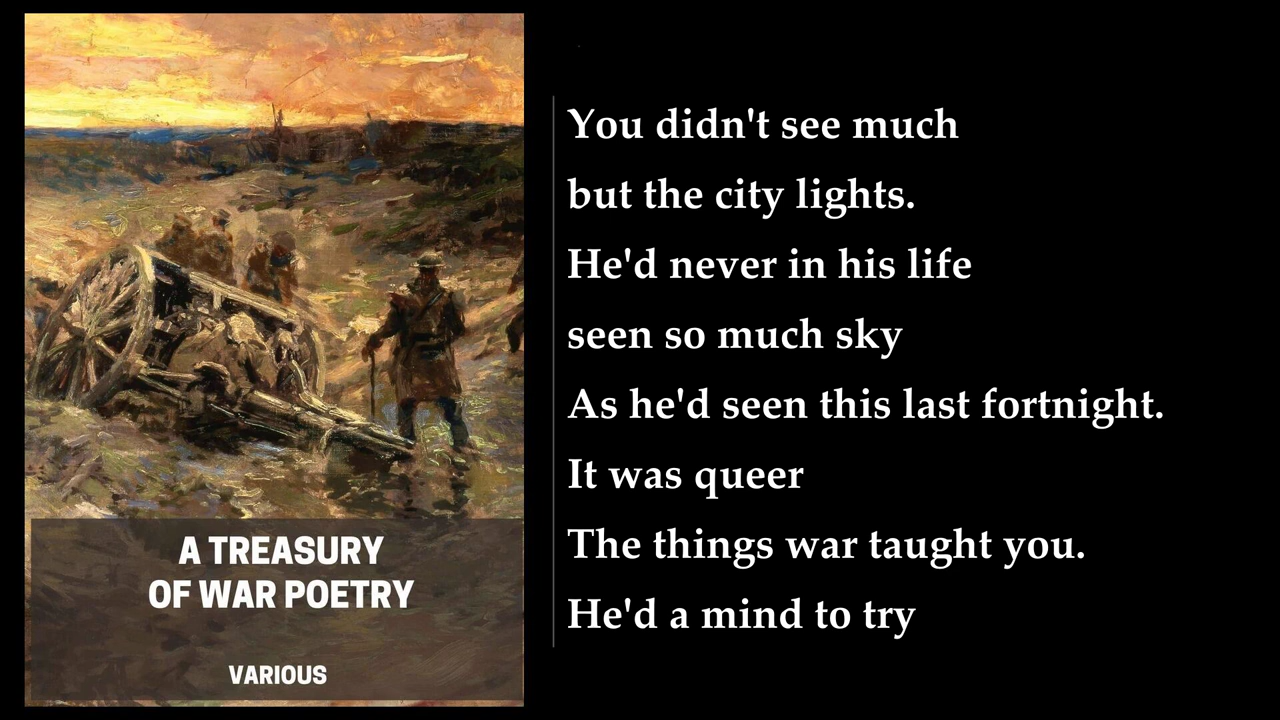 A TREASURY
OF WAR POETRY
VARIOUS
You didn't see much
but the city lights.
He'd never in his life
seen so much sky
As he'd seen this last fortnight.
It was queer
The things war taught you.
He'd a mind to try